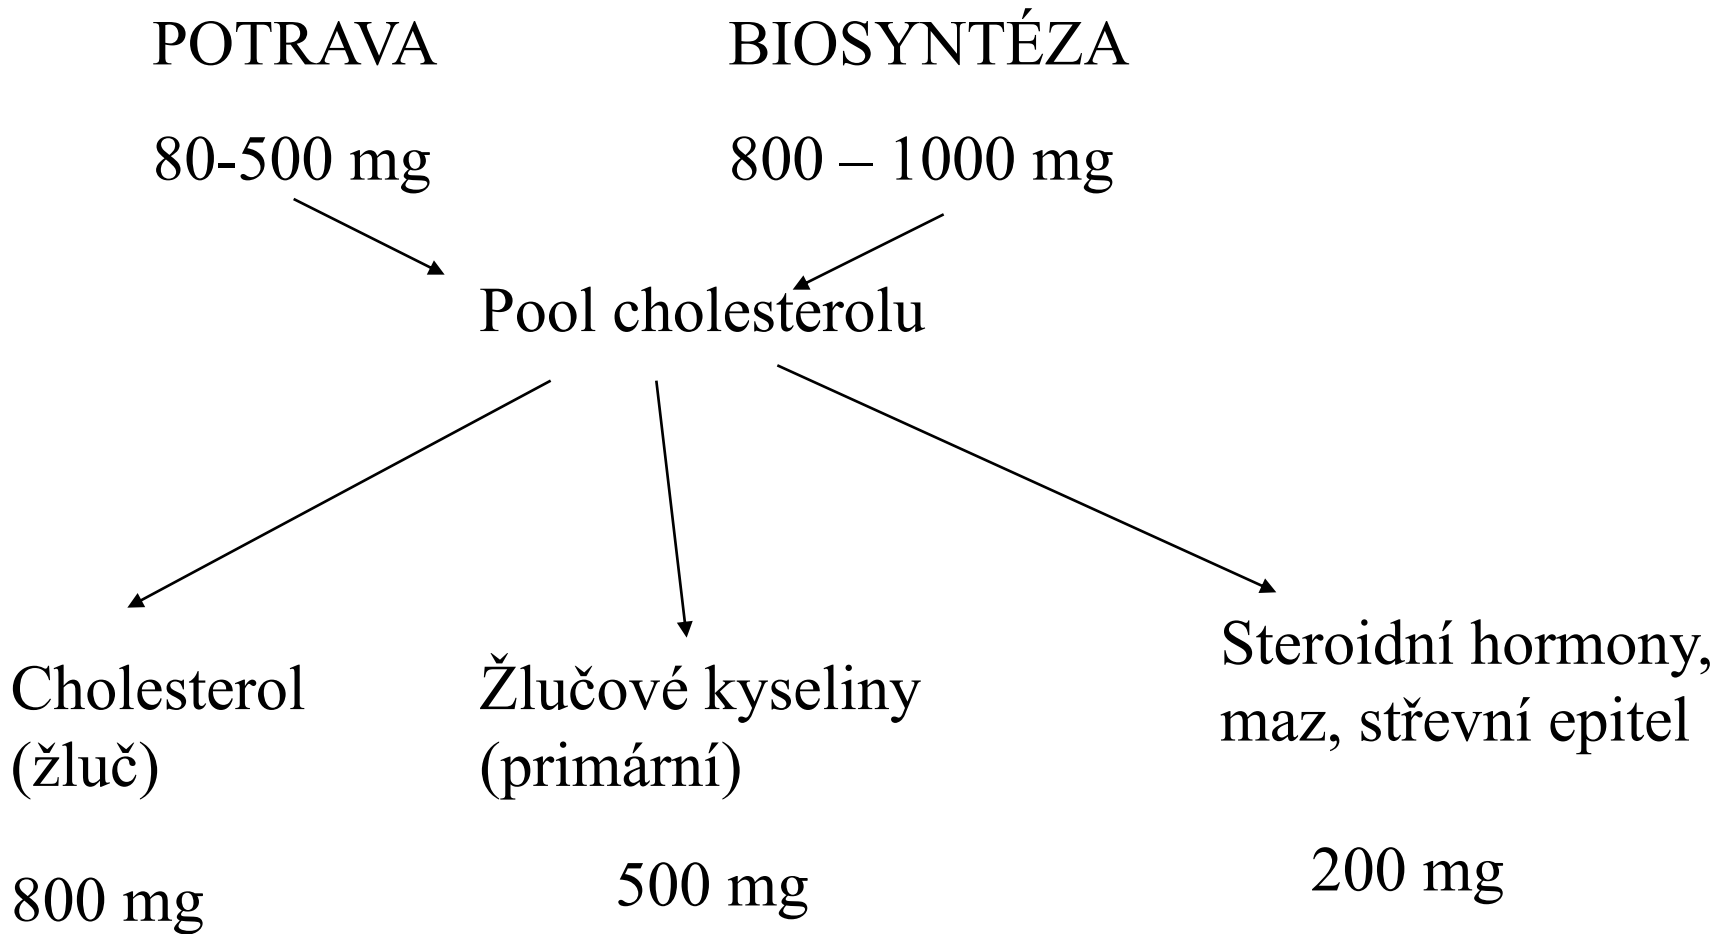 POTRAVA
BIOSYNTÉZA
80-500 mg
800 – 1000 mg
Pool cholesterolu
Cholesterol
(žluč)
800 mg
Žlučové kyseliny
(primární)
500 mg
Steroidní hormony,
maz, střevní epitel
200 mg